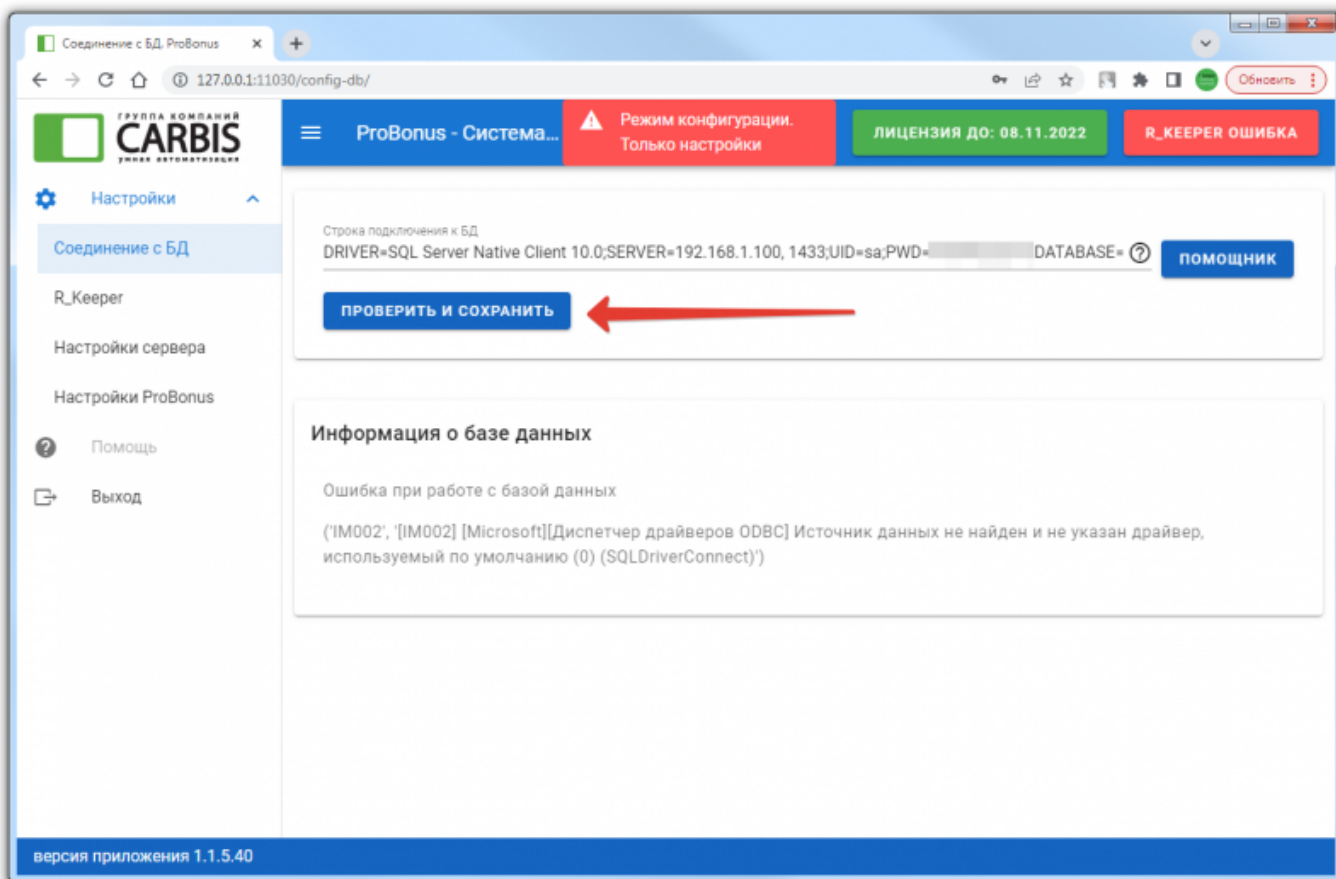 Соединение с БД, ProBonus
127.0.0.1:11030/config-db/
Обновить
ГРУППА КОМПАНИЙ
CARBIS
умная автоматизация
ProBonus - Система...
Режим конфигурации.
Только настройки
ЛИЦЕНЗИЯ ДО: 08.11.2022
R_KEEPER ОШИБКА
Настройки
Соединение с БД
R_Keeper
Настройки сервера
Настройки ProBonus
Помощь
Выход
Строка подключения к БД
DRIVER=SQL Server Native Client 10.0;SERVER=192.168.1.100, 1433;UID=sa;PWD= DATABASE=
ПОМОЩНИК
ПРОВЕРИТЬ И СОХРАНИТЬ
Информация о базе данных
Ошибка при работе с базой данных
('IM002', '[IM002] [Microsoft][Диспетчер драйверов ODBC] Источник данных не найден и не указан драйвер,
используемый по умолчанию (0) (SQLDriverConnect)')
версия приложения 1.1.5.40